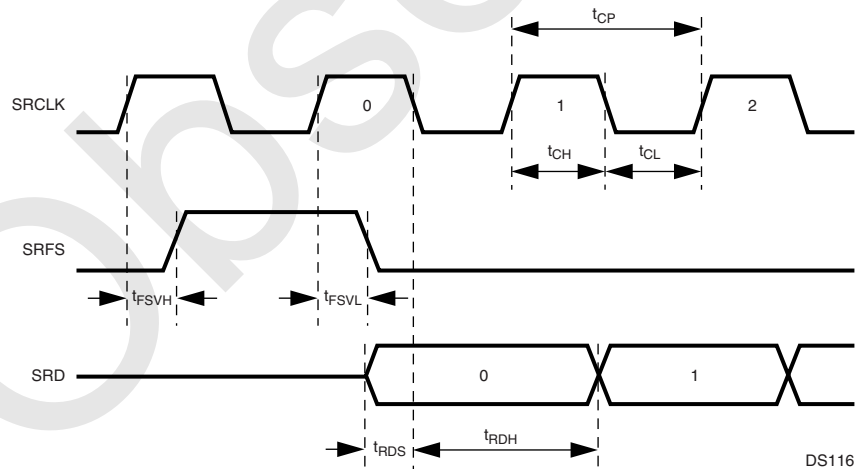 tCP
SRCLK
0
1
2
tCH
tCL
SRFS
tFSVH
tFSVL
SRD
0
1
tRDS
tRDH
DS116